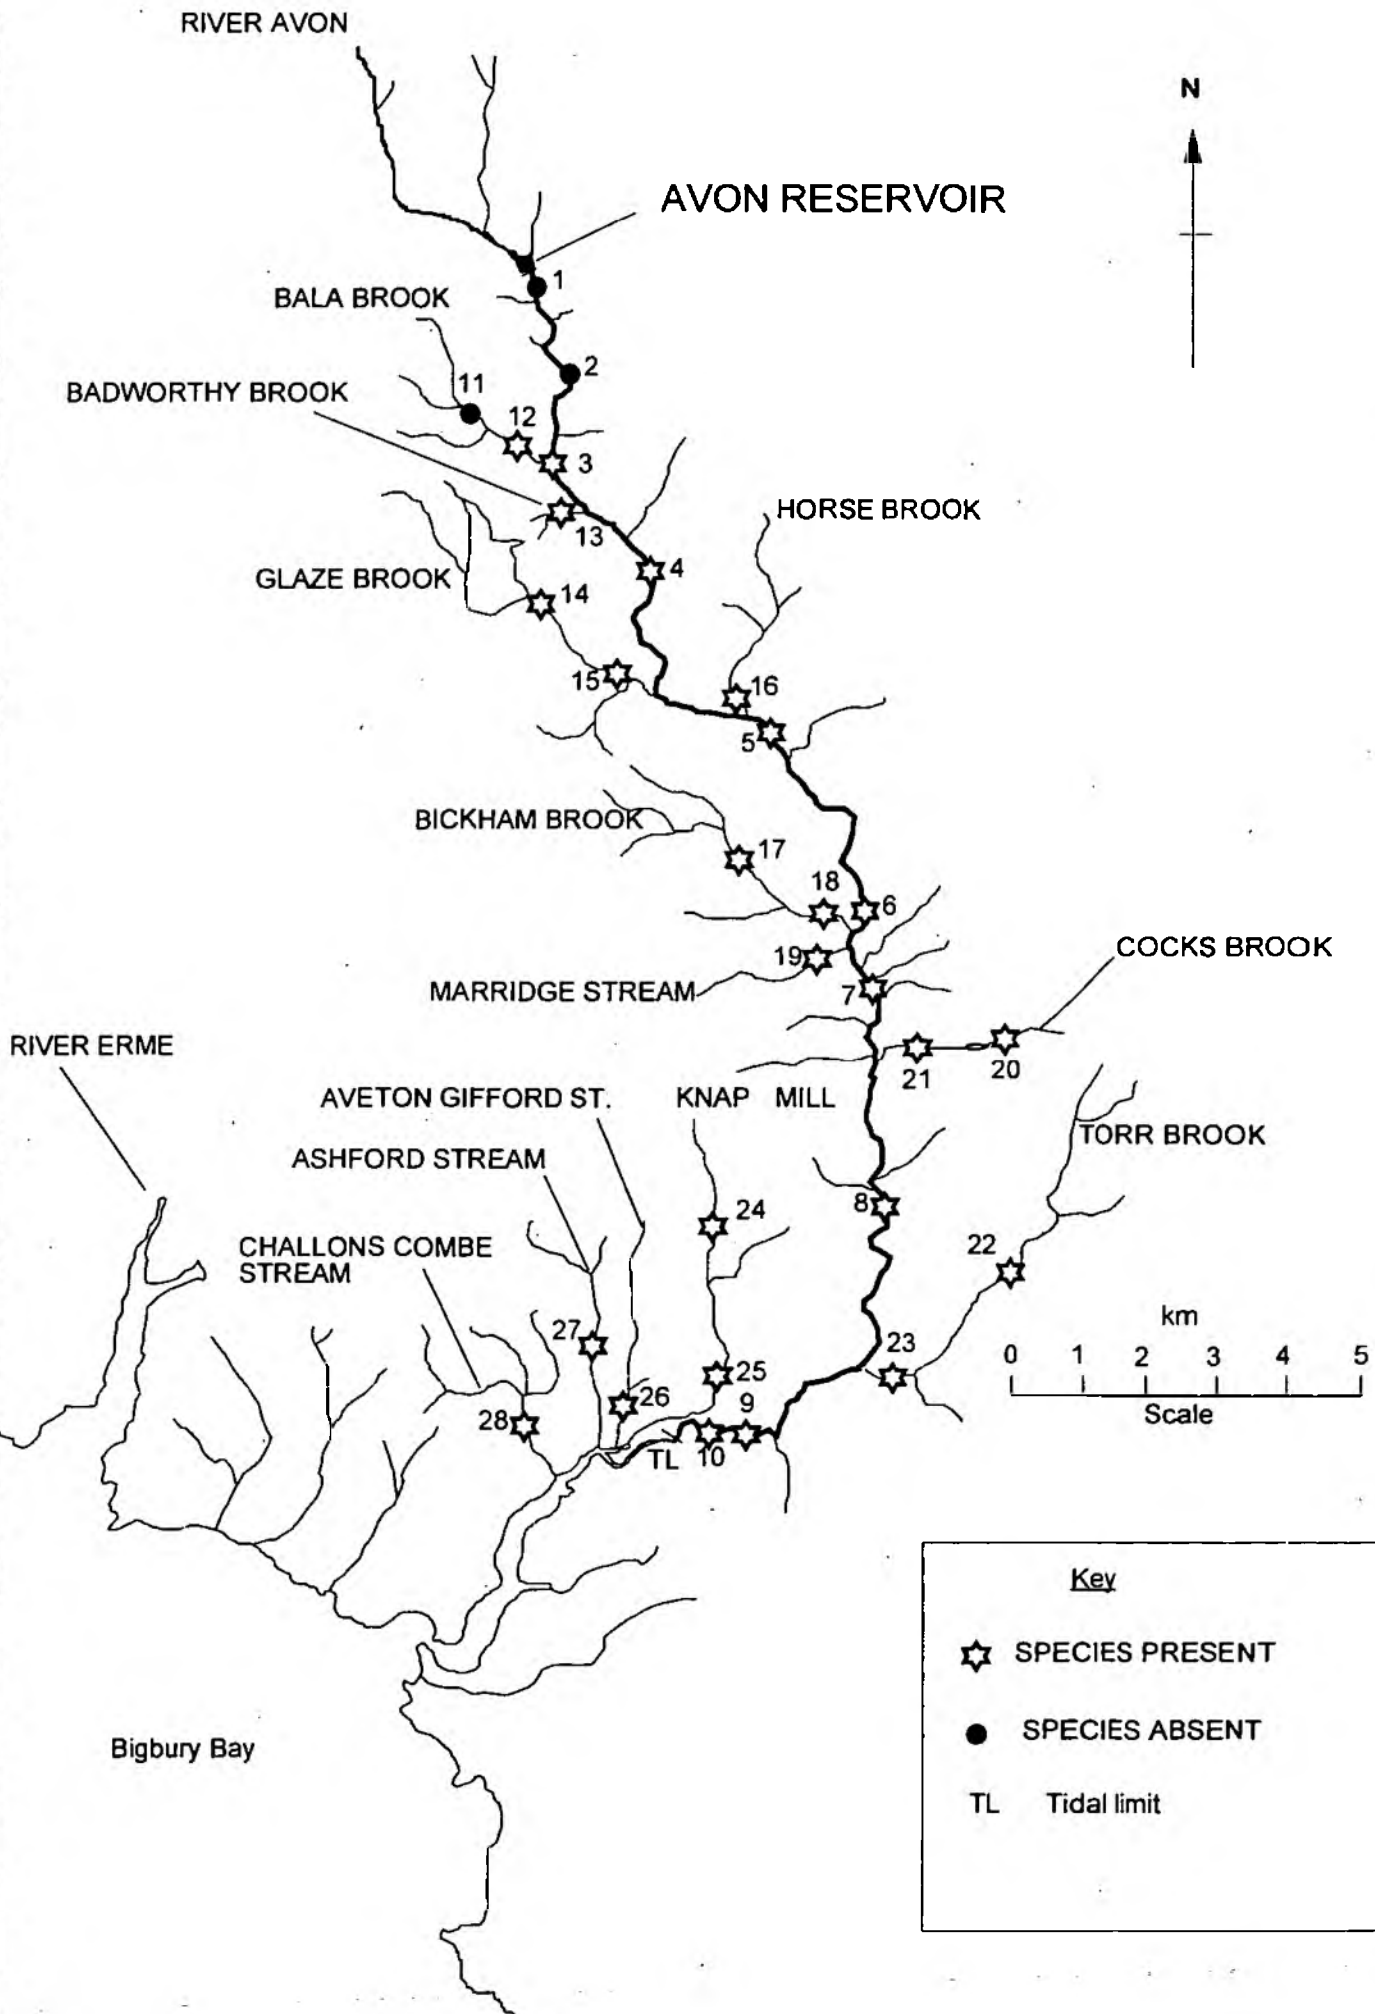 RIVER AVON
N
AVON RESERVOIR
1
BALA BROOK
2
BADWORTHY BROOK
11
12
3
HORSE BROOK
13
4
GLAZE BROOK
14
15
16
5
BICKHAM BROOK
17
18
6
COCKS BROOK
19
MARRIDGE STREAM
7
RIVER ERME
21
20
AVETON GIFFORD ST.
KNAP MILL
TORR BROOK
ASHFORD STREAM
8
24
22
CHALLONS COMBE
STREAM
km
27
23
0 1 2 3 4 5
25
26
9
Scale
28
TL
10
Key
SPECIES PRESENT
SPECIES ABSENT
Bigbury Bay
TL Tidal limit